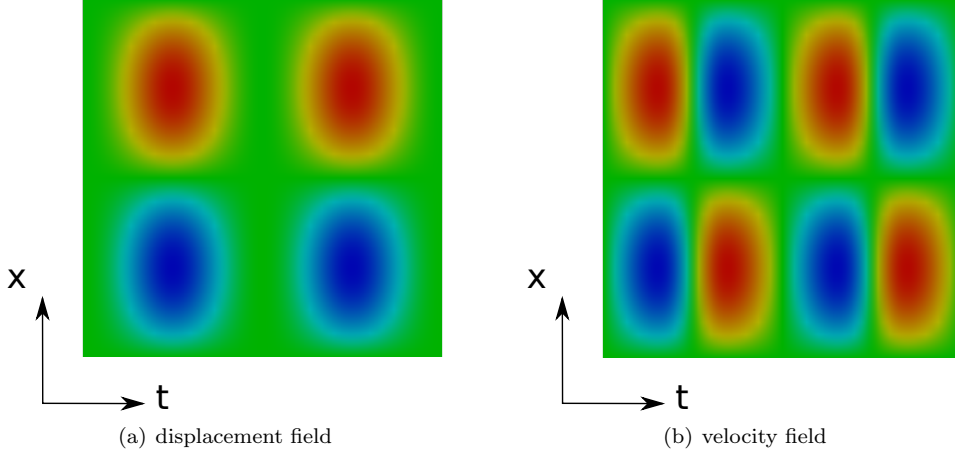 x
t
(a) displacement field
x
t
(b) velocity field